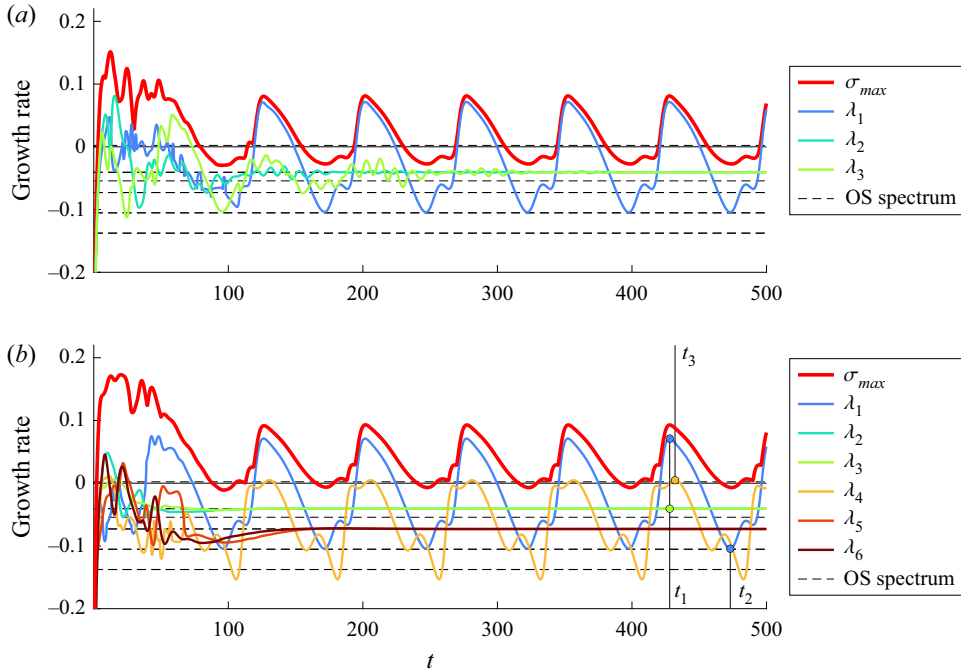 (a)
0.2
0.1
0
–0.1
–0.2
Growth rate
100
200
300
400
500
σmax
λ1
λ2
λ3
OS spectrum
(b)
0.2
0.1
0
–0.1
–0.2
Growth rate
t3
t1
t2
100
200
300
400
500
t
σmax
λ1
λ2
λ3
λ4
λ5
λ6
OS spectrum